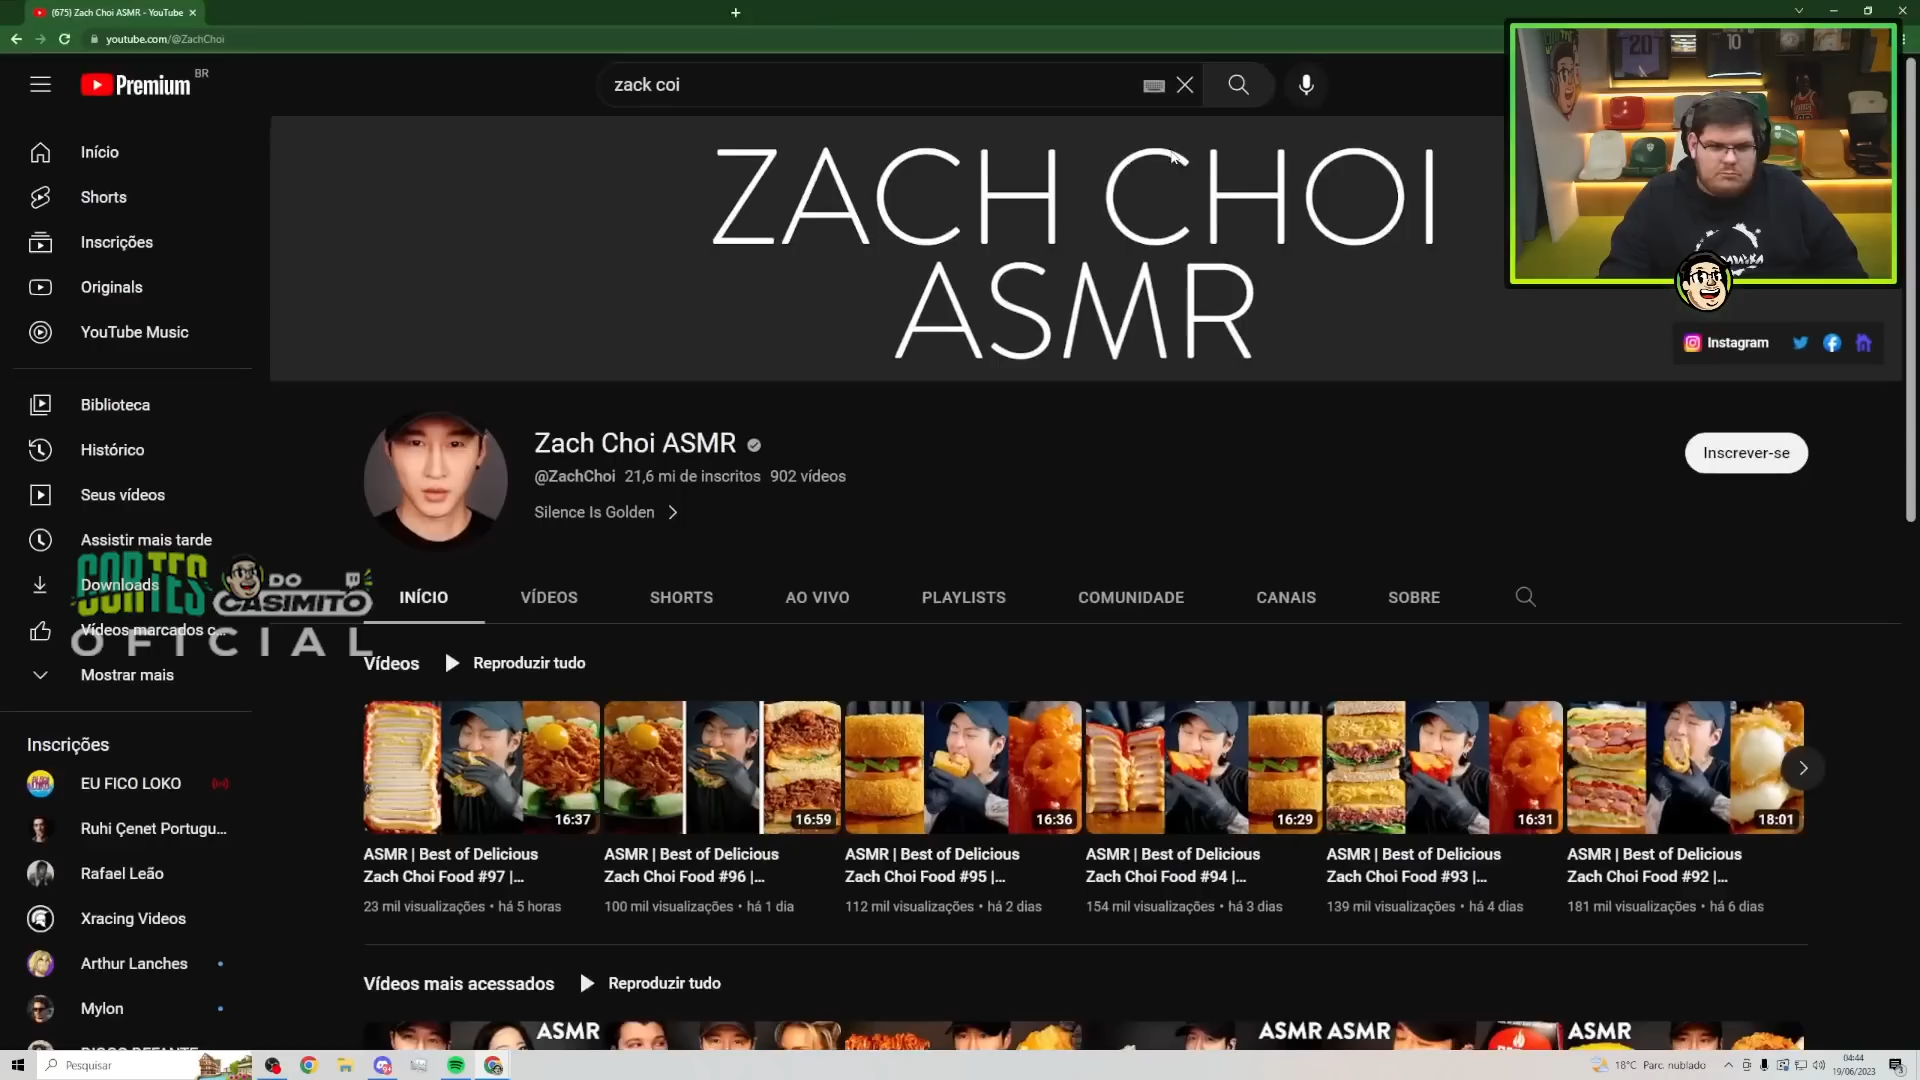 (675) Zach Choi ASMR - YouTube
youtube.com/@ZachChoi
Premium
BR
zack coi
20
10
Início
Shorts
Inscrições
Originals
YouTube Music
Biblioteca
Histórico
Seus vídeos
Assistir mais tarde
Downloads
Vídeos marcados c...
Mostrar mais
Inscrições
EU FICO LOKO
Ruhi Çenet Portugu...
Rafael Leão
Xracing Videos
Arthur Lanches
Mylon
ZACH CHOI
ASMR
Instagram
Zach Choi ASMR
@ZachChoi 21,6 mi de inscritos 902 vídeos
Silence Is Golden
Inscrever-se
CORTES DO CASIMITO
OFICIAL
INÍCIO VÍDEOS SHORTS AO VIVO PLAYLISTS COMUNIDADE CANAIS SOBRE
Vídeos Reproduzir tudo
16:37 16:59 16:36 16:29 16:31 18:01
ASMR | Best of Delicious
Zach Choi Food #97 |...
23 mil visualizações • há 5 horas
ASMR | Best of Delicious
Zach Choi Food #96 |...
100 mil visualizações • há 1 dia
ASMR | Best of Delicious
Zach Choi Food #95 |...
112 mil visualizações • há 2 dias
ASMR | Best of Delicious
Zach Choi Food #94 |...
154 mil visualizações • há 3 dias
ASMR | Best of Delicious
Zach Choi Food #93 |...
139 mil visualizações • há 4 dias
ASMR | Best of Delicious
Zach Choi Food #92 |...
181 mil visualizações • há 6 dias
Vídeos mais acessados Reproduzir tudo
ASMR ASMR ASMR ASMR
Pesquisar
18°C Parc. nublado
04:44
19/06/2023